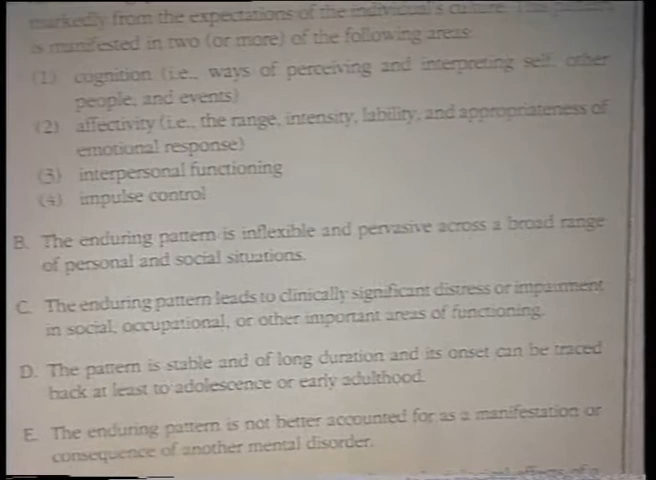 markedly from the expectations of the individual's culture. This pattern
is manifested in two (or more) of the following areas:
(1) cognition (i.e., ways of perceiving and interpreting self, other
people, and events)
(2) affectivity (i.e., the range, intensity, lability, and appropriateness of
emotional response)
(3) interpersonal functioning
(4) impulse control
B. The enduring pattern is inflexible and pervasive across a broad range
of personal and social situations.
C. The enduring pattern leads to clinically significant distress or impairment
in social, occupational, or other important areas of functioning.
D. The pattern is stable and of long duration and its onset can be traced
back at least to adolescence or early adulthood.
E. The enduring pattern is not better accounted for as a manifestation or
consequence of another mental disorder.
effects of a